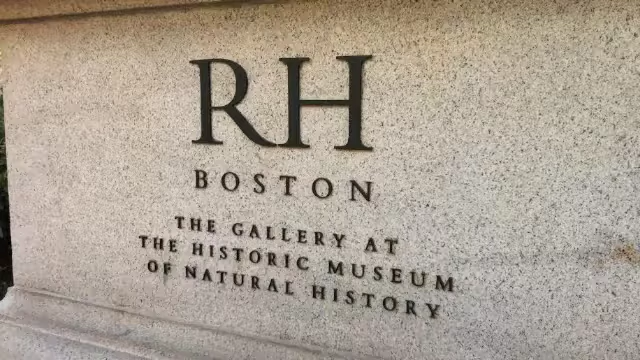 RH
BOSTON
THE GALLERY AT
THE HISTORIC MUSEUM
OF NATURAL HISTORY